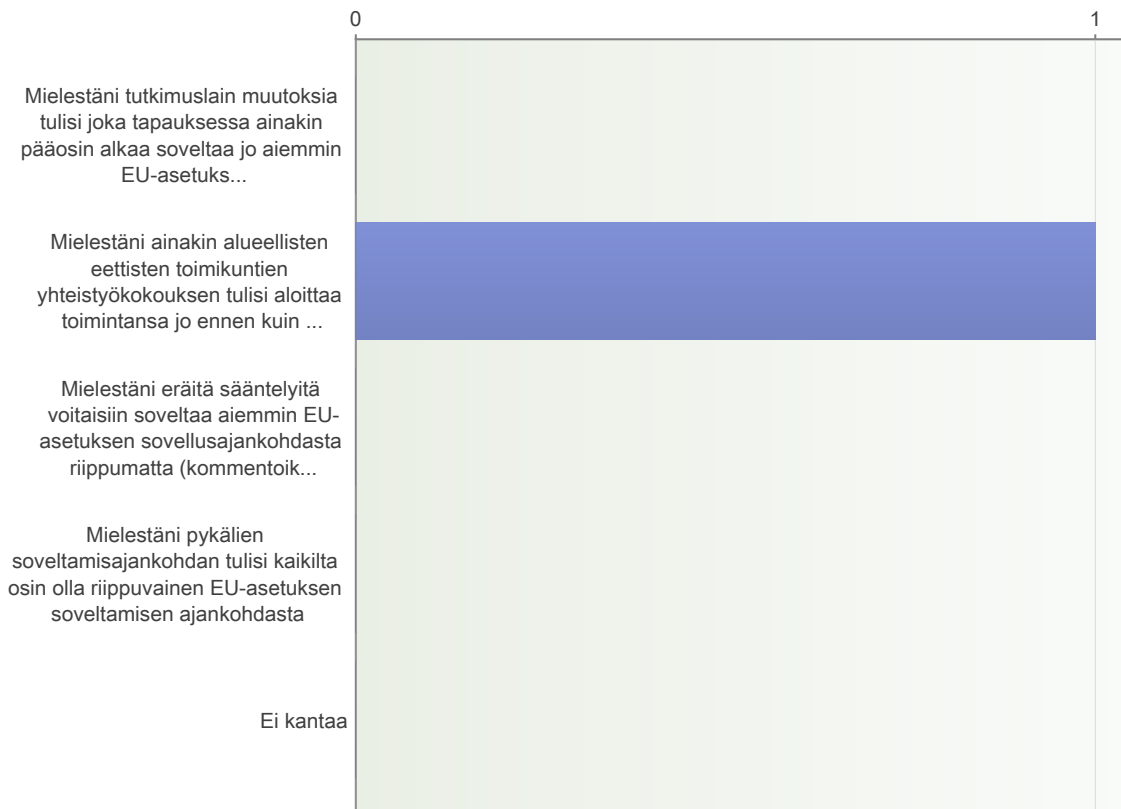 0 1
Mielestäni tutkimuslain muutoksia
tulisi joka tapauksessa ainakin
pääosin alkaa soveltaa jo aiemmin
EU-asetuks...
Mielestäni ainakin alueellisten
eettisten toimikuntien
yhteistyökokouksen tulisi aloittaa
toimintansa jo ennen kuin ...
Mielestäni eräitä sääntelyitä
voitaisiin soveltaa aiemmin EU-
asetuksen sovellusajankohdasta
riippumatta (kommentoik...
Mielestäni pykälien
soveltamisajankohdan tulisi kaikilta
osin olla riippuvainen EU-asetuksen
soveltamisen ajankohdasta
Ei kantaa